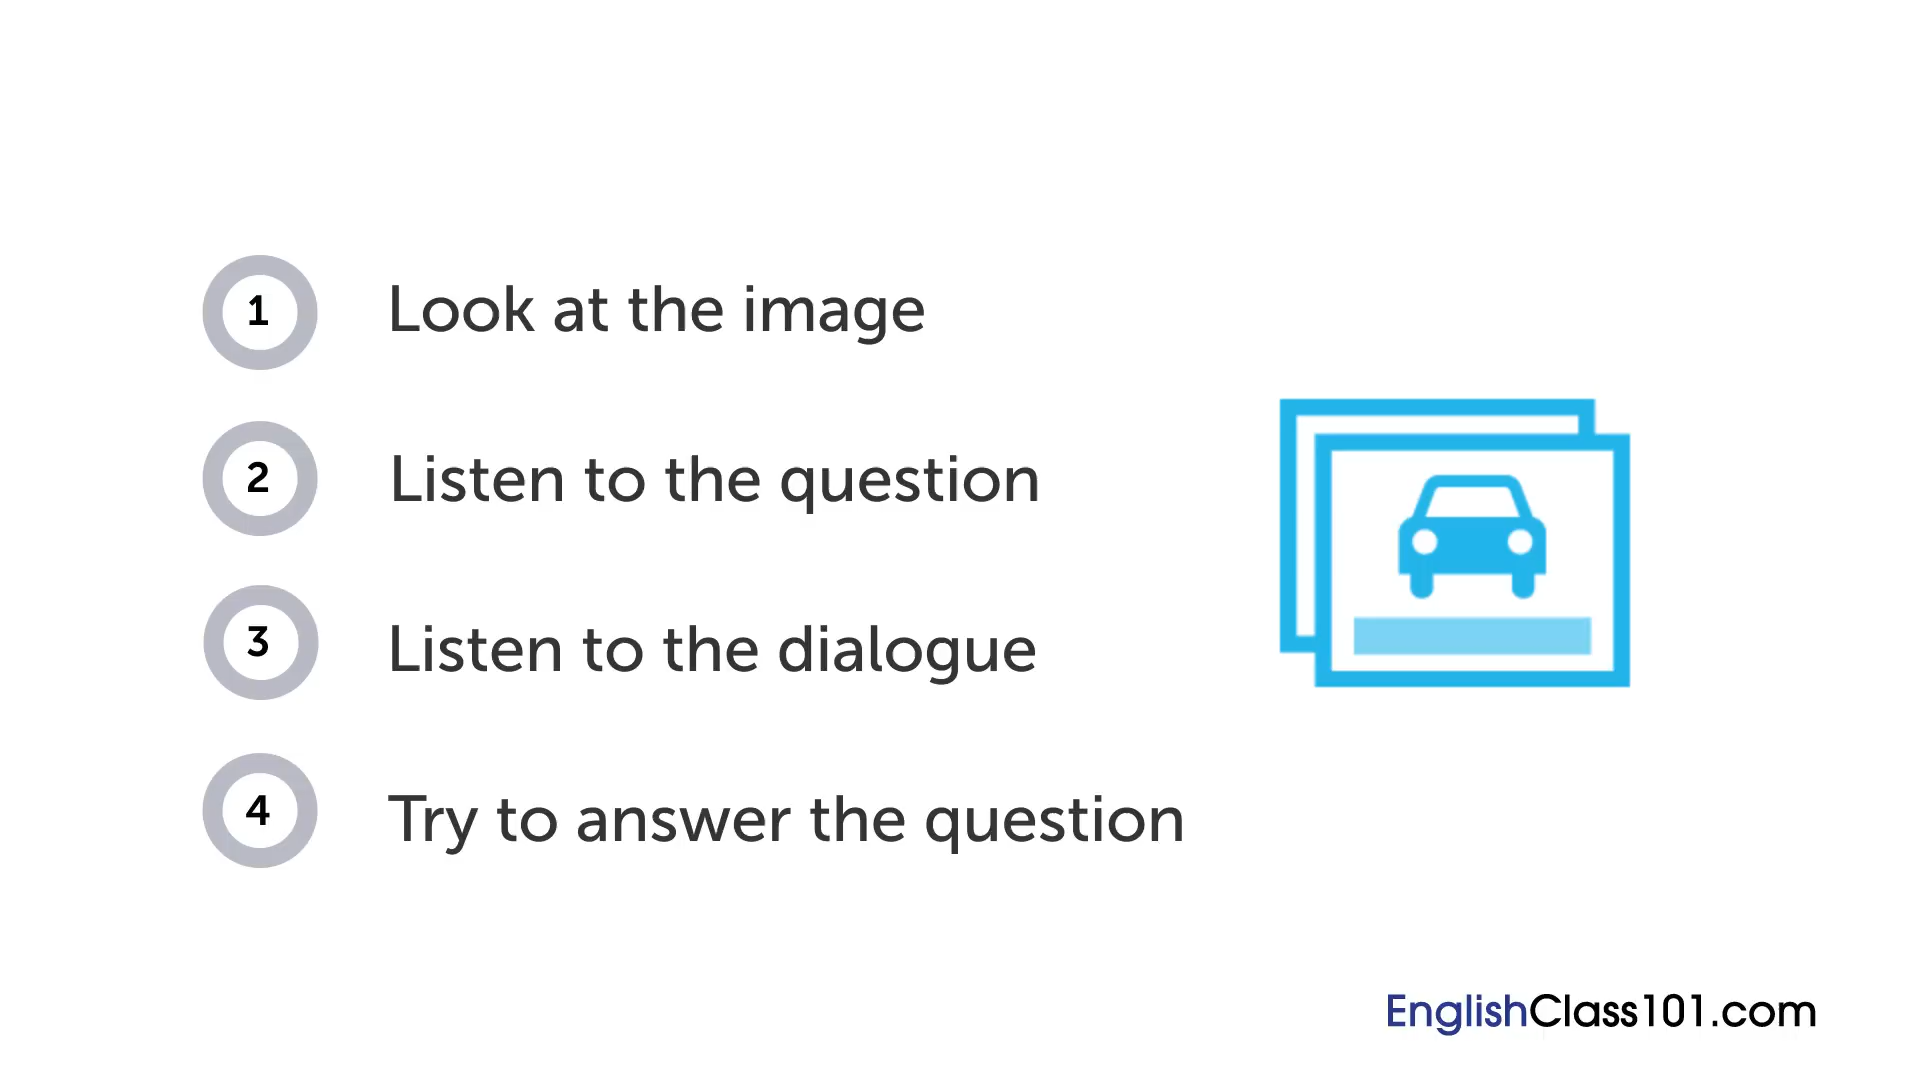 1 Look at the image
2 Listen to the question
3 Listen to the dialogue
4 Try to answer the question
EnglishClass101.com